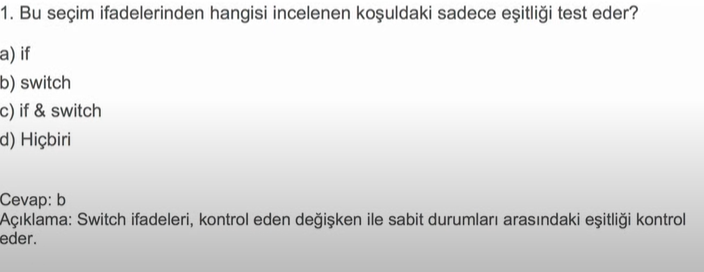 1. Bu seçim ifadelerinden hangisi incelenen koşuldaki sadece eşitliği test eder?
a) if
b) switch
c) if & switch
d) Hiçbiri
Cevap: b
Açıklama: Switch ifadeleri, kontrol eden değişken ile sabit durumları arasındaki eşitliği kontrol
eder.